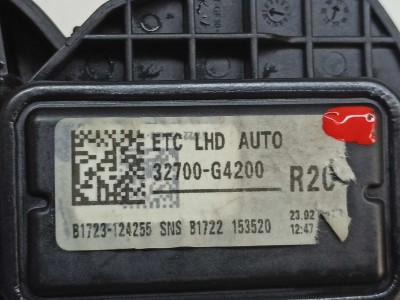 ETC LHD AUTO
32700-G4200
R20
B1723-124255 SNS B1722 153520
23.02
12:47